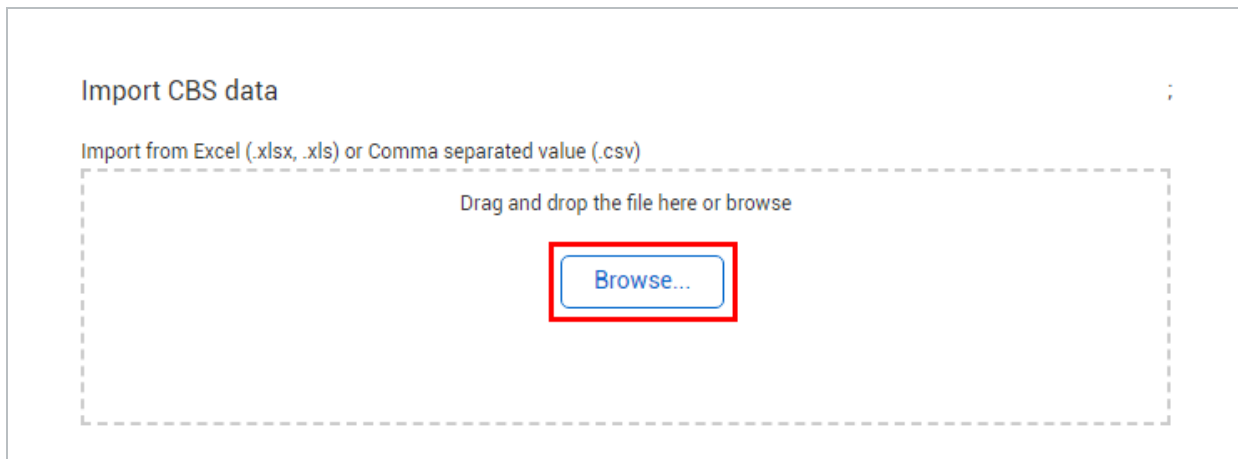 Import CBS data ;
Import from Excel (.xlsx, .xls) or Comma separated value (.csv)
Drag and drop the file here or browse
Browse...